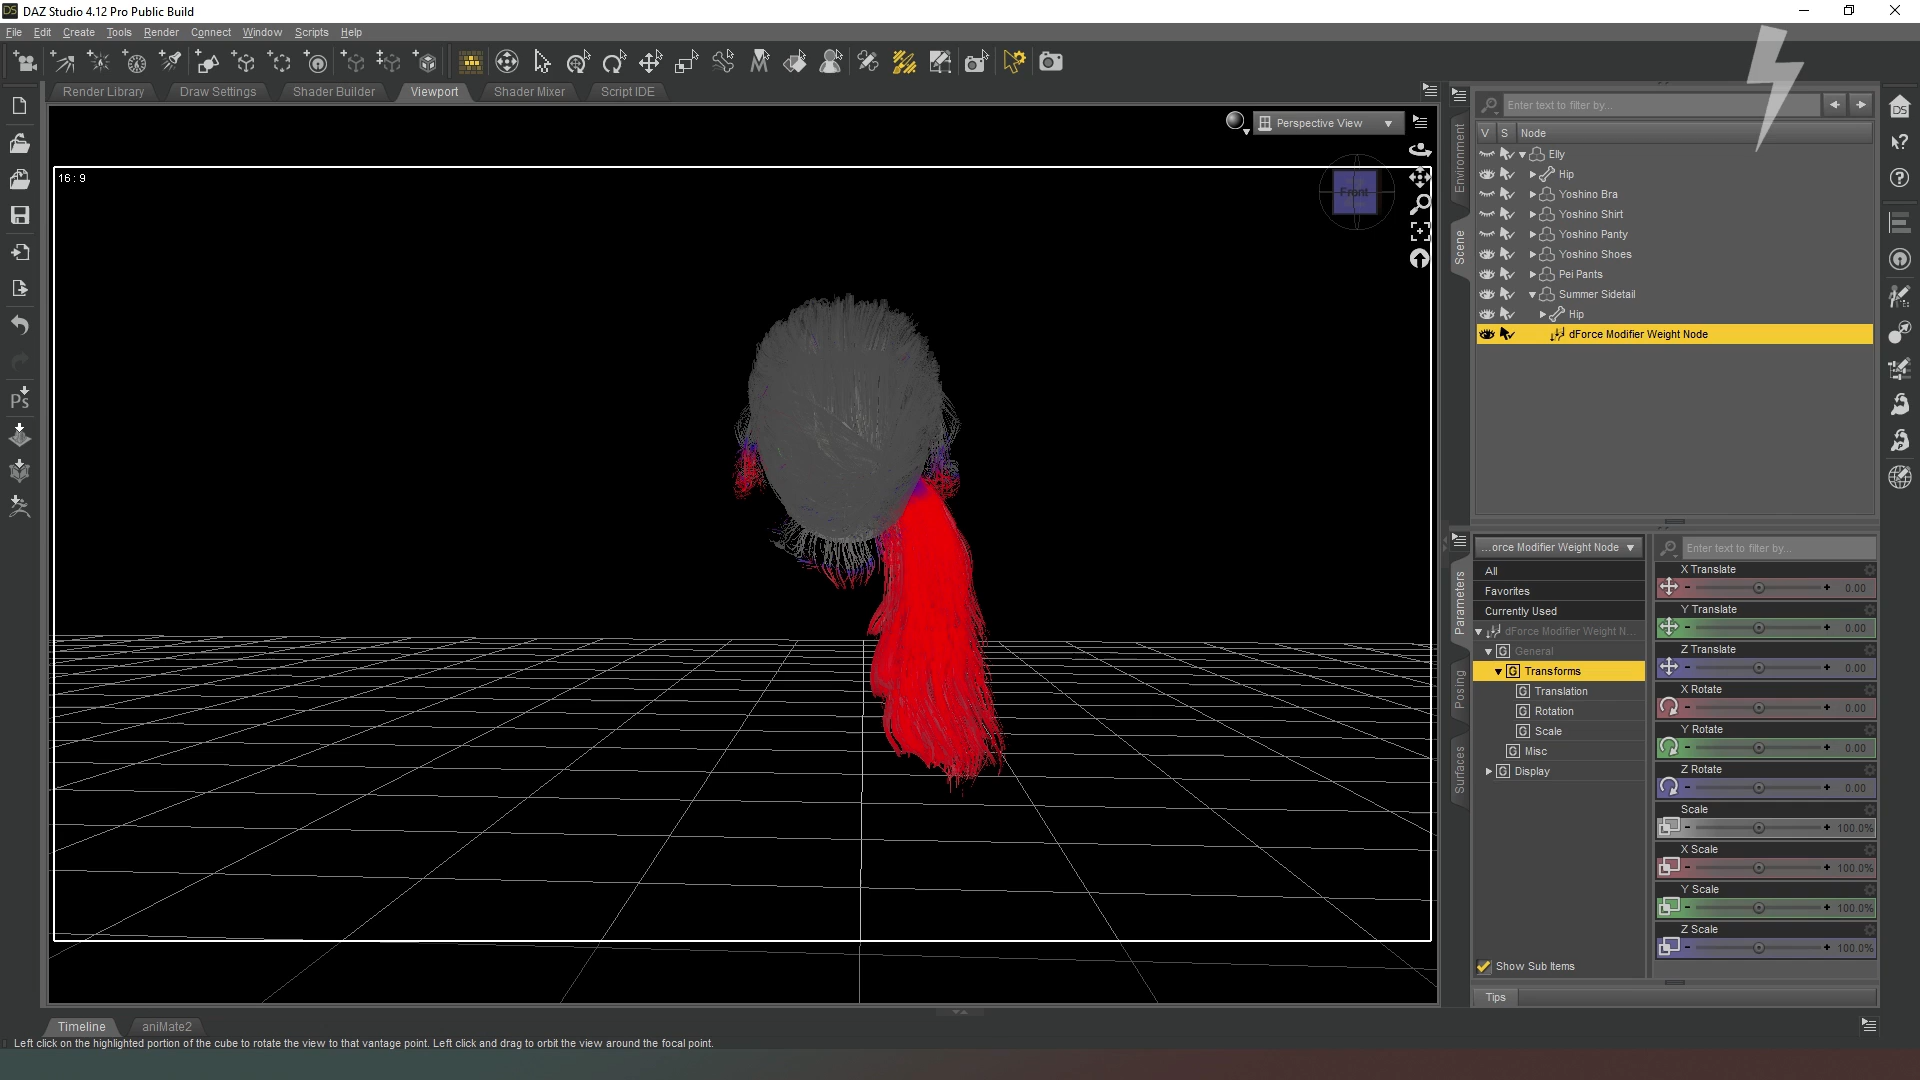 DAZ Studio 4.12 Pro Public Build
File Edit Create Tools Render Connect Window Scripts Help
Render Library Draw Settings Shader Builder Viewport Shader Mixer Script IDE
Perspective View
16 : 9
Front
Enter text to filter by...
V S Node
Elly
Hip
Yoshino Bra
Yoshino Shirt
Yoshino Panty
Yoshino Shoes
Pei Pants
Summer Sidetail
Hip
dForce Modifier Weight Node
Environment
Scene
Ps
DS
...orce Modifier Weight Node
All
Favorites
Currently Used
dForce Modifier Weight N...
G General
G Transforms
G Translation
G Rotation
G Scale
G Misc
G Display
Show Sub Items
Parameters
Posing
Surfaces
Enter text to filter by...
X Translate
0.00
Y Translate
0.00
Z Translate
0.00
X Rotate
0.00
Y Rotate
0.00
Z Rotate
0.00
Scale
100.0%
X Scale
100.0%
Y Scale
100.0%
Z Scale
100.0%
Tips
Timeline aniMate2
Left click on the highlighted portion of the cube to rotate the view to that vantage point. Left click and drag to orbit the view around the focal point.